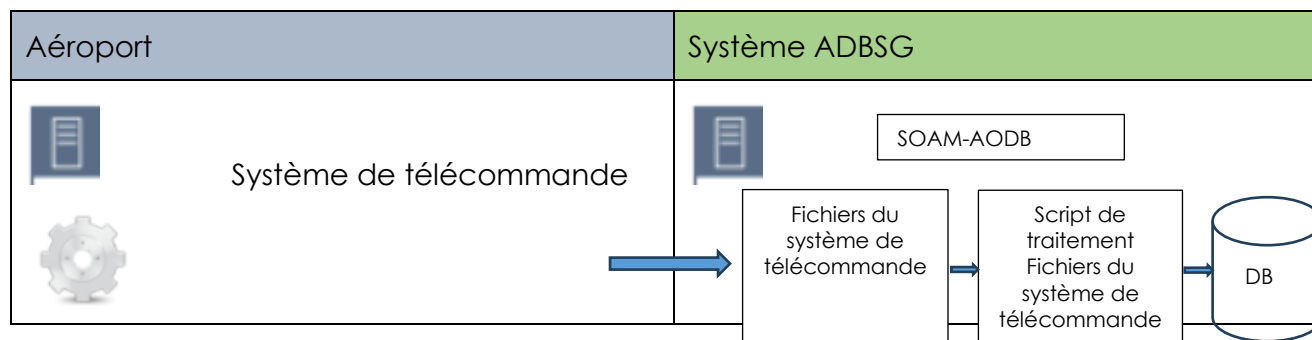 Aéroport
Système ADBSG
Système de télécommande
SOAM-AODB
Fichiers du
système de
télécommande
Script de
traitement
Fichiers du
système de
télécommande
DB